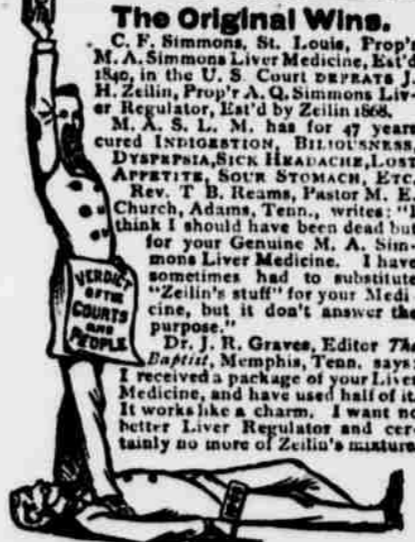 The Original Wins.
C. F. Simmons, St. Louis, Prop'r
M. A. Simmons Liver Medicine, Est'd
1840, in the U. S. Court DEFEATS J.
H. Zeilin, Prop'r A. Q. Simmons Liv-
er Regulator, Est'd by Zeilin 1868.
M. A. S. L. M. has for 47 years
cured INDIGESTION, BILIOUSNESS,
DYSPEPSIA, SICK HEADACHE, LOST
APPETITE, SOUR STOMACH, ETC.
Rev. T B. Reams, Pastor M. E.
Church, Adams, Tenn., writes: "I
think I should have been dead but
for your Genuine M. A. Sim-
mons Liver Medicine. I have
sometimes had to substitute
"Zeilin's stuff" for your Medi
cine, but it don't answer the
purpose."
Dr. J. R. Graves, Editor The
Baptist, Memphis, Tenn. says:
I received a package of your Liver
Medicine, and have used half of it.
It works like a charm. I want no
better Liver Regulator and cer
tainly no more of Zeilin's mixture
VERDICT
OF THE
COURTS
AND
PEOPLE